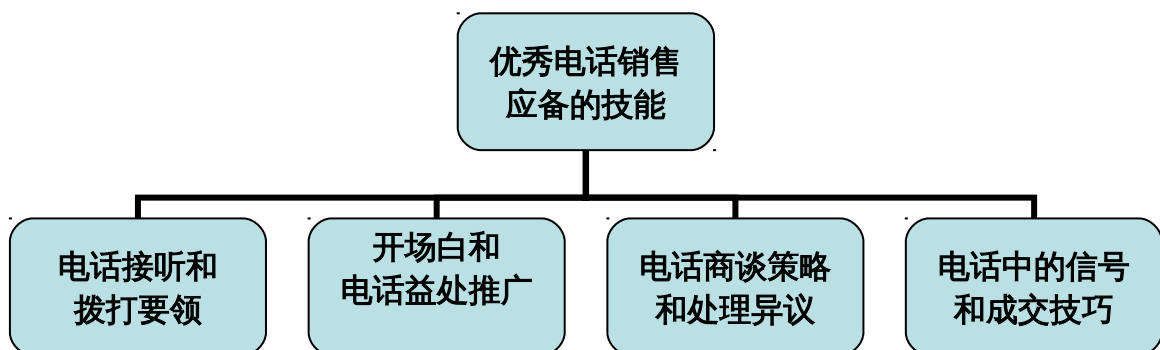 优秀电话销售
应备的技能
电话接听和
拨打要领
开场白和
电话益处推广
电话商谈策略
和处理异议
电话中的信号
和成交技巧